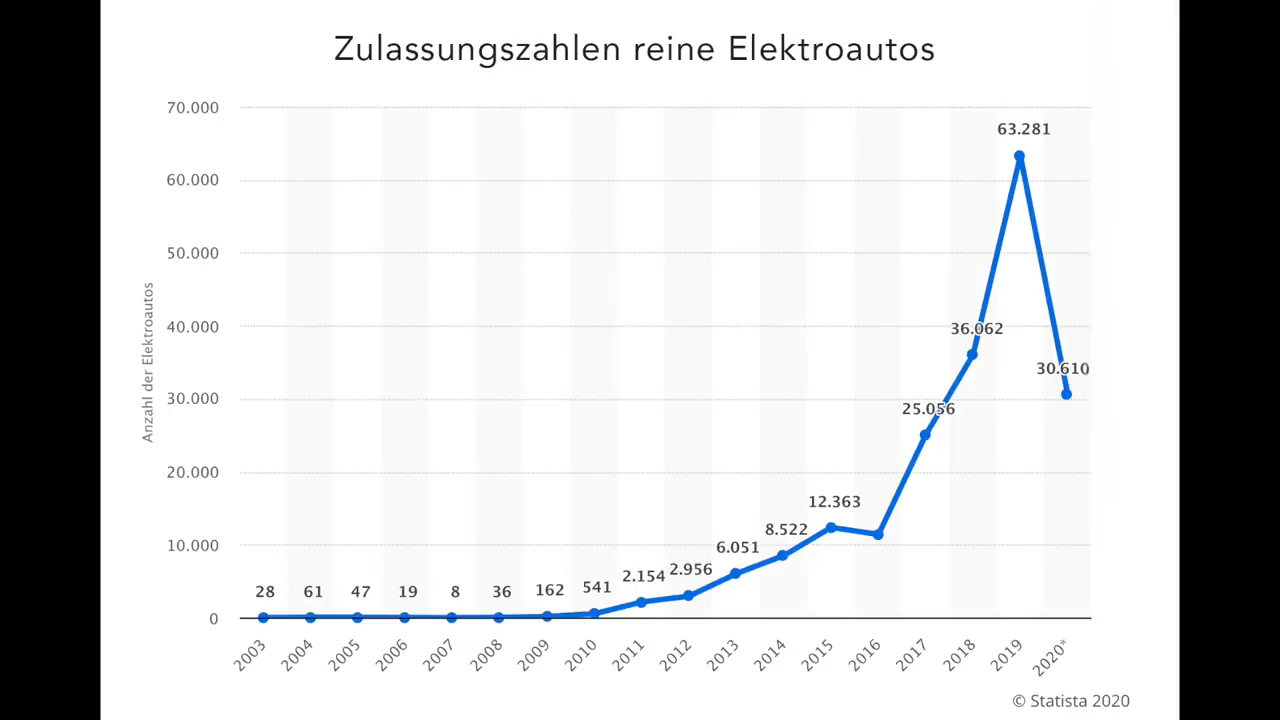 Zulassungszahlen reine Elektroautos
70.000
60.000
50.000
40.000
30.000
20.000
10.000
0
Anzahl der Elektroautos
28 61 47 19 8 36 162 541 2.154 2.956 6.051 8.522 12.363 25.056 36.062 63.281 30.610
2003 2004 2005 2006 2007 2008 2009 2010 2011 2012 2013 2014 2015 2016 2017 2018 2019 2020*
© Statista 2020